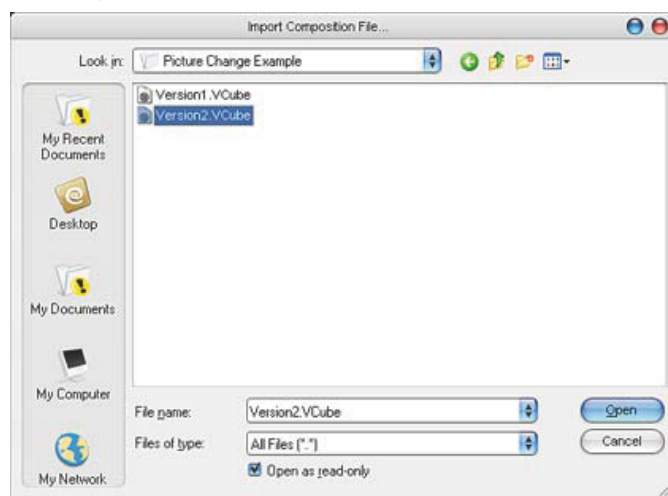 Import Composition File...
Look in: Picture Change Example
Version1.VCube
Version2.VCube
My Recent
Documents
Desktop
My Documents
My Computer
My Network
File name: Version2.VCube Open
Files of type: All Files (*.*) Cancel
Open as read-only